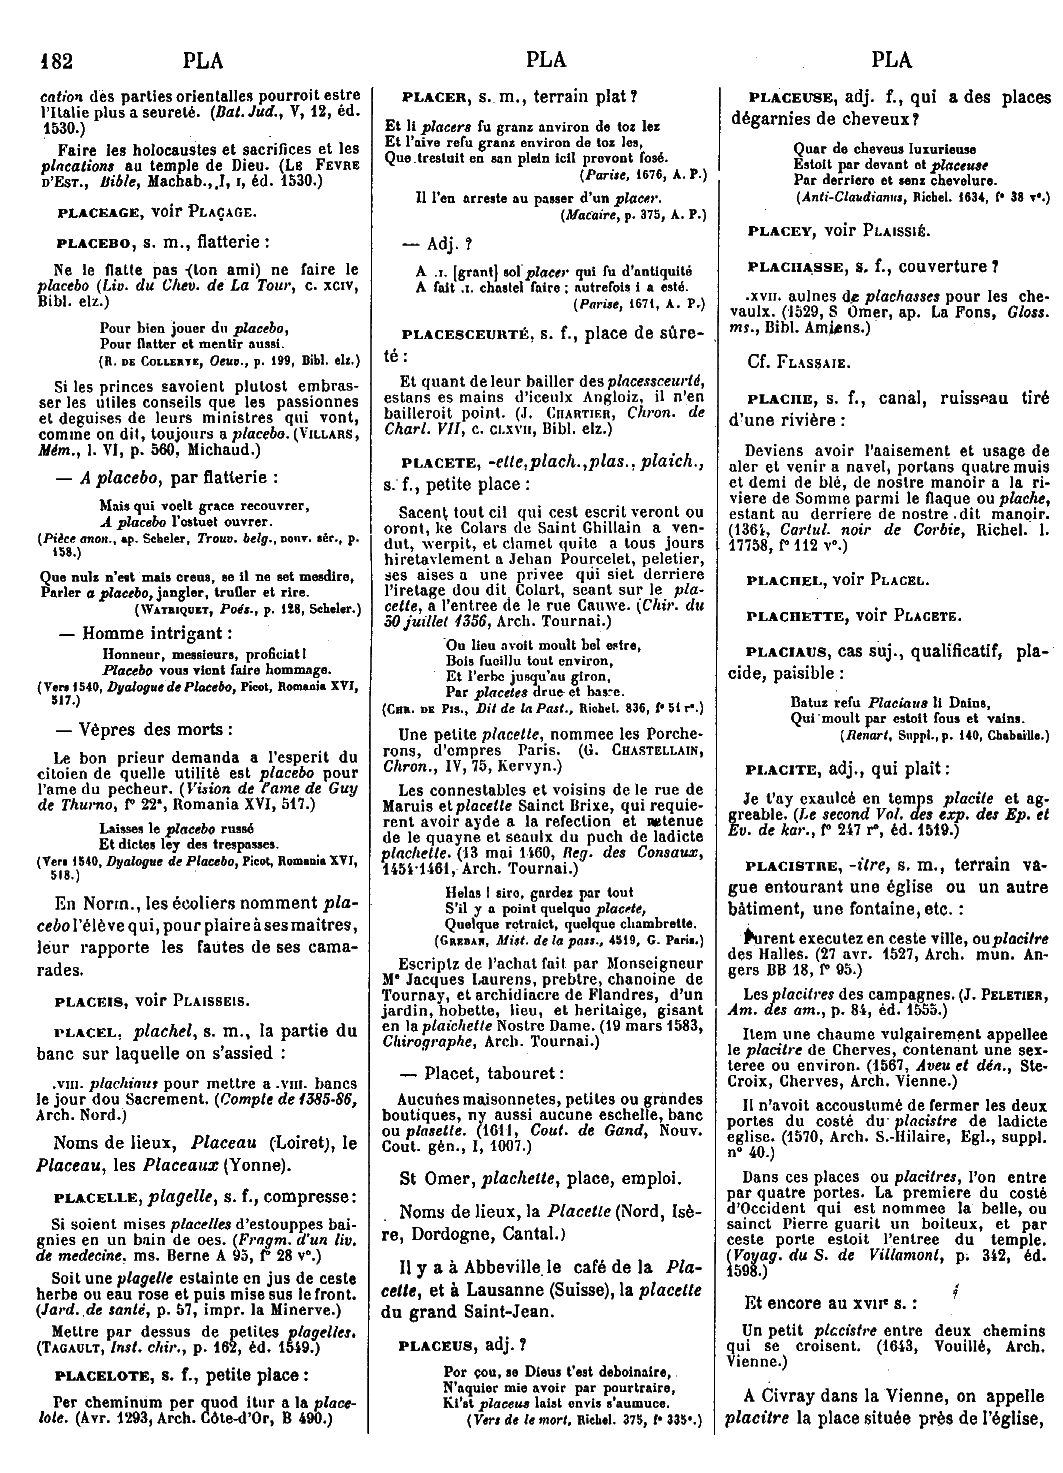 182 PLA PLA PLA
cation des parties orientalles pourroit estre
l'Italie plus a seureté. (Bat. Jud., V, 12, éd.
1530.)
Faire les holocaustes et sacrifices et les
placations au temple de Dieu. (LE FEVRE
D'EST., Bible, Machab., I, I, éd. 1530.)
PLACEAGE, voir PLAÇAGE.
PLACEBO, s. m., flatterie :
Ne le flatte pas (ton ami) ne faire le
placebo (Liv. du Chev. de La Tour, c. XCIV,
Bibl. elz.)
Pour bien jouer du placebo,
Pour flatter et mentir aussi.
(R. DE COLLERYE, Oeuv., p. 199, Bibl. elz.)
Si les princes savoient plutost embras-
ser les utiles conseils que les passionnes
et deguises de leurs ministres qui vont,
comme on dit, toujours a placebo. (VILLARS,
Mém., l. VI, p. 560, Michaud.)
— A placebo, par flatterie :
Mais qui voelt grace recouvrer,
A placebo l'estuet ouvrer.
(Pièce anon., ap. Scheler, Trouv. belg., nouv. sér., p.
158.)
Que nulz n'est mais creus, se il ne set mesdire,
Parler a placebo, jangler, trufler et rire.
(WATRIQUET, Poés., p. 128, Scheler.)
— Homme intrigant :
Honneur, messieurs, proficiat !
Placebo vous vient faire hommage.
(Vers 1540, Dyalogue de Placebo, Picot, Romania XVI,
517.)
— Vêpres des morts :
Le bon prieur demanda a l'esperit du
citoien de quelle utilité est placebo pour
l'ame du pecheur. (Vision de l'ame de Guy
de Thurno, f° 22ª, Romania XVI, 517.)
Laisses le placebo russé
Et dictes ley des trespasses.
(Vers 1540, Dyalogue de Placebo, Picot, Romania XVI,
518.)
En Norm., les écoliers nomment pla-
cebo l'élève qui, pour plaire à ses maitres,
leur rapporte les fautes de ses cama-
rades.
PLACEIS, voir PLAISSEIS.
PLACEL, plachel, s. m., la partie du
banc sur laquelle on s'assied :
.VIII. plachiaus pour mettre a .VIII. bancs
le jour dou Sacrement. (Compte de 1385-86,
Arch. Nord.)
Noms de lieux, Placeau (Loiret), le
Placeau, les Placeaux (Yonne).
PLACELLE, plagelle, s. f., compresse :
Si soient mises placelles d'estouppes bai-
gnies en un bain de oes. (Fragm. d'un liv.
de medecine, ms. Berne A 95, f° 28 v°.)
Soit une plagelle estainte en jus de ceste
herbe ou eau rose et puis mise sus le front.
(Jard. de santé, p. 57, impr. la Minerve.)
Mettre par dessus de petites plagelles.
(TAGAULT, Inst. chir., p. 162, éd. 1549.)
PLACELOTE, s. f., petite place :
Per cheminum per quod itur a la place-
lote. (Avr. 1293, Arch. Côte-d'Or, B 490.)
PLACER, s. m., terrain plat ?
Et li placers fu granz anviron de toz lez
Et l'aive refu granz environ de toz les,
Que trestuit en san plein icil prevont fosé.
(Parise, 1676, A. P.)
Il l'en arreste au passer d'un placer.
(Macaire, p. 375, A. P.)
— Adj. ?
A .I. [grant] sol placer qui fu d'antiquité
A fait .I. chastel faire ; autrefois i a esté.
(Parise, 1671, A. P.)
PLACESCEURTÉ, s. f., place de sûre-
té :
Et quant de leur bailler des placessceurté,
estans es mains d'iceulx Angloiz, il n'en
bailleroit point. (J. CHARTIER, Chron. de
Charl. VII, c. CLXVII, Bibl. elz.)
PLACETE, -ette, plach., plas., plaich.,
s. f., petite place :
Sacent tout cil qui cest escrit veront ou
oront, ke Colars de Saint Ghillain a ven-
dut, werpit, et clamet quite a tous jours
hiretavlement a Jehan Pourcelet, peletier,
ses aises a une privee qui siet derriere
l'iretage dou dit Colart, seant sur le pla-
cette, a l'entree de le rue Cauwe. (Chir. du
30 juillet 1356, Arch. Tournai.)
Ou lieu avoit moult bel estre,
Bois fueillu tout environ,
Et l'erbe jusqu'au giron,
Par placetes drue et basse.
(CHR. DE PIS., Dit de la Past., Richel. 836, f° 51 r°.)
Une petite placette, nommee les Porche-
rons, d'empres Paris. (G. CHASTELLAIN,
Chron., IV, 75, Kervyn.)
Les connestables et voisins de le rue de
Maruis et placette Sainct Brixe, qui requie-
rent avoir ayde a la refection et retenue
de le quayne et seaulx du puch de ladicte
plachette. (13 mai 1460, Reg. des Consaux,
1454-1461, Arch. Tournai.)
Helas ! sire, gardez par tout
S'il y a point quelque placete,
Quelque retraict, quelque chambrette.
(GREBAN, Mist. de la pass., 4519, G. Paris.)
Escriptz de l'achat fait par Monseigneur
Mᵉ Jacques Laurens, prebtre, chanoine de
Tournay, et archidiacre de Flandres, d'un
jardin, hobette, lieu, et heritaige, gisant
en la plaichette Nostre Dame. (19 mars 1583,
Chirographe, Arch. Tournai.)
— Placet, tabouret :
Aucunes maisonnetes, petites ou grandes
boutiques, ny aussi aucune eschelle, banc
ou plasette. (1611, Cout. de Gand, Nouv.
Cout. gén., I, 1007.)
St Omer, plachette, place, emploi.
Noms de lieux, la Placette (Nord, Isè-
re, Dordogne, Cantal.)
Il y a à Abbeville le café de la Pla-
cette, et à Lausanne (Suisse), la placette
du grand Saint-Jean.
PLACEUS, adj. ?
Por çou, se Dieus t'est deboinaire,
N'aquier mie avoir par pourtraire,
Ki'st placeus laist envis s'aumuce.
(Vers de le mort, Richel. 375, f° 335ª.)
PLACEUSE, adj. f., qui a des places
dégarnies de cheveux ?
Quar de cheveus luxurieuse
Estoit par devant et placeuse
Par derriere et senz chevelure.
(Anti-Claudianus, Richel. 1634, f° 38 v°.)
PLACEY, voir PLAISSIÉ.
PLACHASSE, s. f., couverture ?
.XVII. aulnes de plachasses pour les che-
vaulx. (1529, S Omer, ap. La Fons, Gloss.
ms., Bibl. Amiens.)
Cf. FLASSAIE.
PLACHE, s. f., canal, ruisseau tiré
d'une rivière :
Deviens avoir l'aaisement et usage de
aler et venir a navel, portans quatre muis
et demi de blé, de nostre manoir a la ri-
viere de Somme parmi le flaque ou plache,
estant au derriere de nostre dit manoir.
(1361, Cartul. noir de Corbie, Richel. l.
17758, f° 112 v°.)
PLACHEL, voir PLACEL.
PLACHETTE, voir PLACETE.
PLACIAUS, cas suj., qualificatif, pla-
cide, paisible :
Batuz refu Placiaus li Dains,
Qui moult par estoit fous et vains.
(Renart, Suppl., p. 140, Chabaille.)
PLACITE, adj., qui plait :
Je t'ay exaulcé en temps placite et ag-
greable. (Le second Vol. des exp. des Ep. et
Ev. de kar., f° 247 r°, éd. 1519.)
PLACISTRE, -itre, s. m., terrain va-
gue entourant une église ou un autre
bâtiment, une fontaine, etc. :
Furent executez en ceste ville, ou placitre
des Halles. (27 avr. 1527, Arch. mun. An-
gers BB 18, f° 95.)
Les placitres des campagnes. (J. PELETIER,
Am. des am., p. 84, éd. 1555.)
Item une chaume vulgairement appellee
le placitre de Cherves, contenant une sex-
teree ou environ. (1567, Aveu et dén., Ste-
Croix, Cherves, Arch. Vienne.)
Il n'avoit accoustumé de fermer les deux
portes du costé du placistre de ladicte
eglise. (1570, Arch. S.-Hilaire, Egl., suppl.
n° 40.)
Dans ces places ou placitres, l'on entre
par quatre portes. La premiere du costé
d'Occident qui est nommee la belle, ou
sainct Pierre guarit un boiteux, et par
ceste porte estoit l'entree du temple.
(Voyag. du S. de Villamont, p. 342, éd.
1598.)
Et encore au XVIIᵉ s. :
Un petit placistre entre deux chemins
qui se croisent. (1643, Vouillé, Arch.
Vienne.)
A Civray dans la Vienne, on appelle
placitre la place située près de l'église,